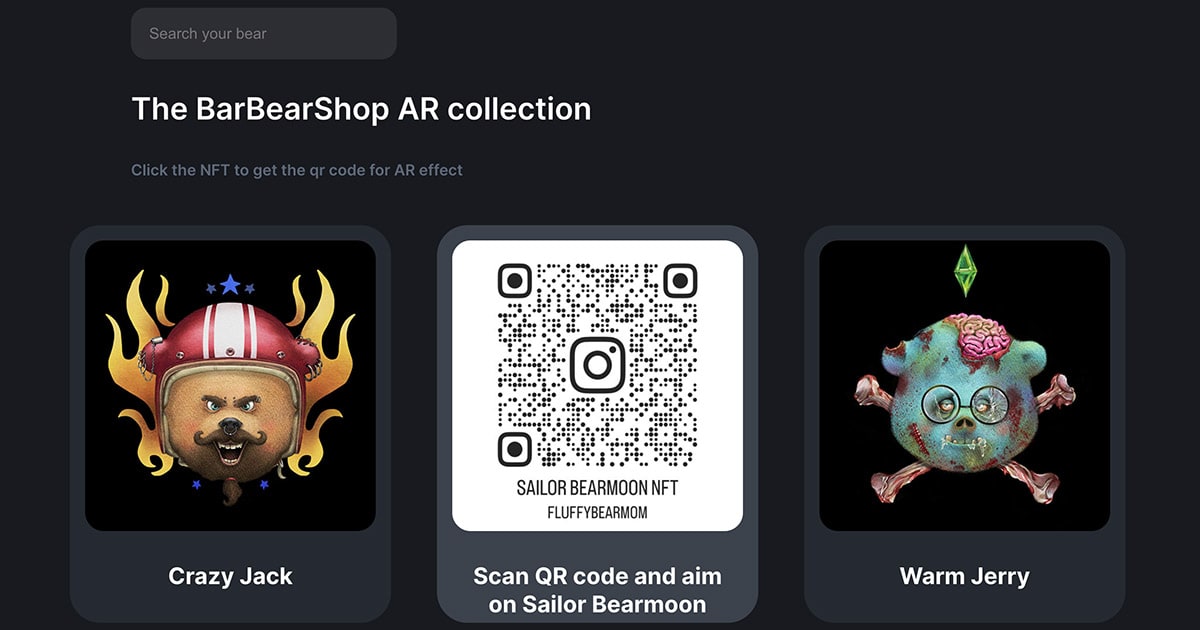 Search your bear
The BarBearShop AR collection
Click the NFT to get the qr code for AR effect
SAILOR BEARMOON NFT
FLUFFYBEARMOM
Crazy Jack
Scan QR code and aim
on Sailor Bearmoon
Warm Jerry